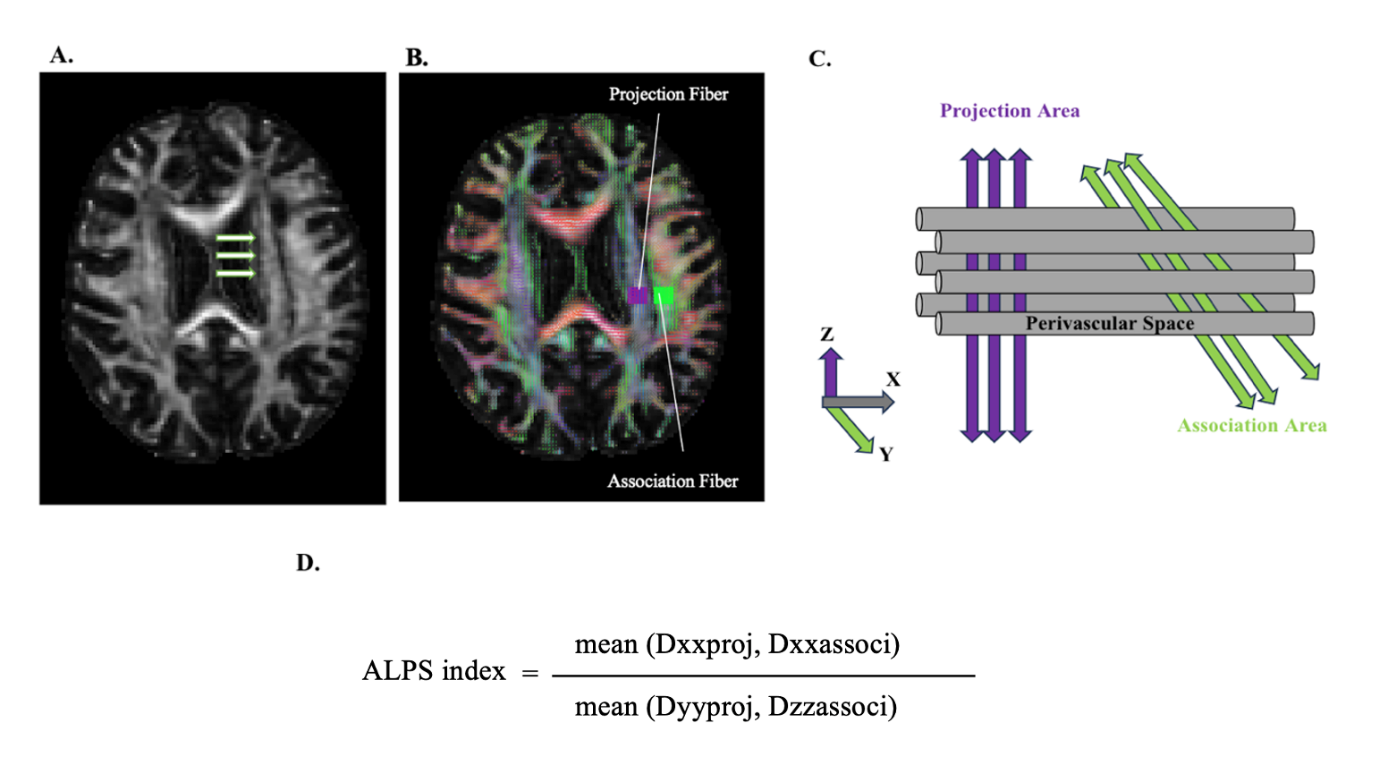 A.
B.
C.
Projection Fiber
Association Fiber
Projection Area
Perivascular Space
Z
X
Y
Association Area
D.
ALPS index = mean (Dxxproj, Dxxassoci)
mean (Dyyproj, Dzzassoci)